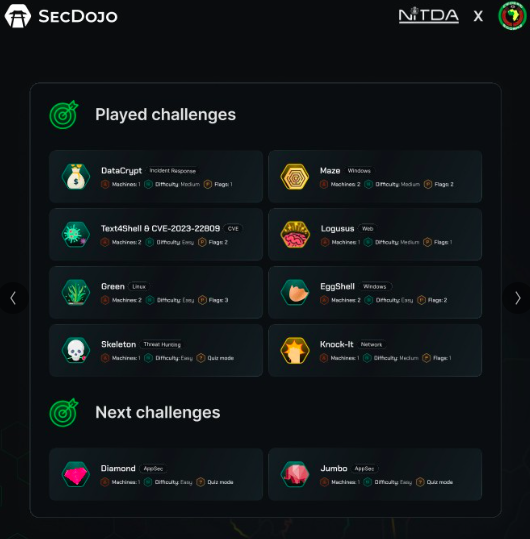 SECDOJO
NITDA X
Played challenges
DataCrypt Incident Response
Machines: 1 Difficulty: Medium Flags: 1
Maze Windows
Machines: 2 Difficulty: Medium Flags: 2
Text4Shell & CVE-2023-22809 CVE
Machines: 2 Difficulty: Easy Flags: 2
Logusus Web
Machines: 1 Difficulty: Medium Flags: 1
Green Linux
Machines: 2 Difficulty: Easy Flags: 3
EggShell Windows
Machines: 2 Difficulty: Easy Flags: 2
Skeleton Threat Hunting
Machines: 1 Difficulty: Easy Quiz mode
Knock-It Network
Machines: 1 Difficulty: Medium Flags: 1
Next challenges
Diamond AppSec
Machines: 1 Difficulty: Easy Quiz mode
Jumbo AppSec
Machines: 1 Difficulty: Easy Quiz mode